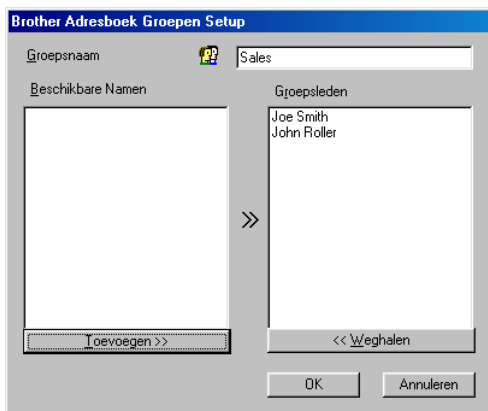 Brother Adresboek Groepen Setup
Groepsnaam
Sales
Beschikbare Namen
Groepsleden
Joe Smith
John Roller
>>
Toevoegen >>
<< Weghalen
OK
Annuleren